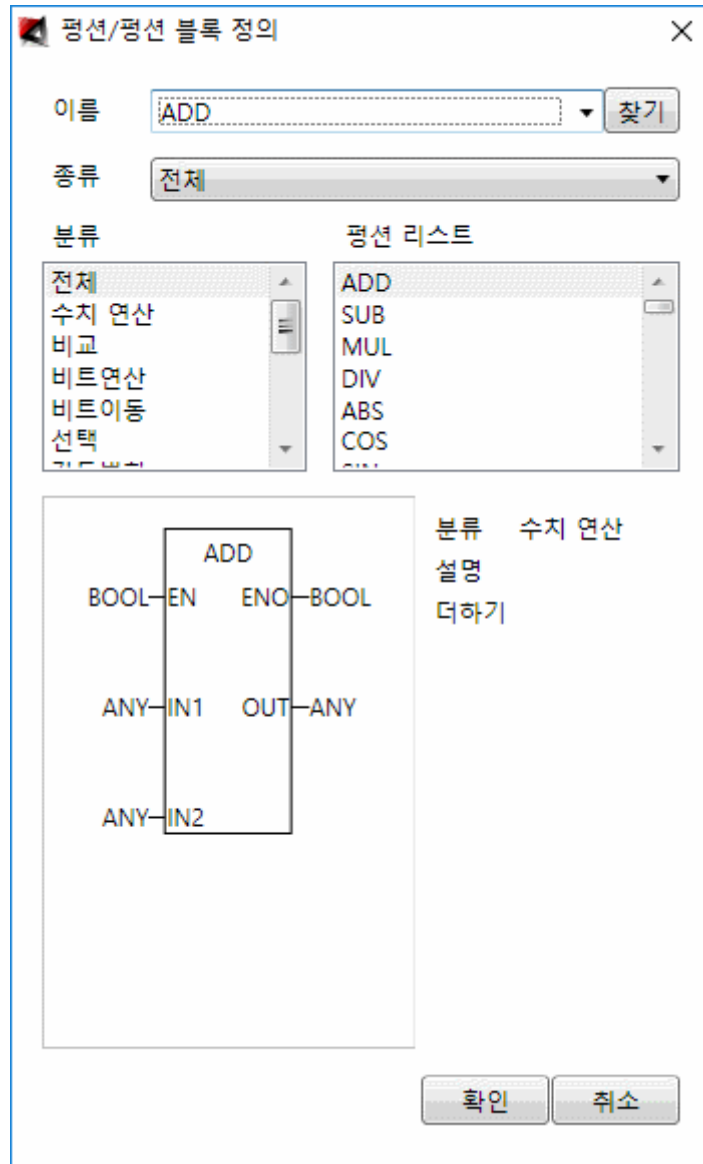 펑션/펑션 블록 정의
이름 ADD 찾기
종류 전체
분류 펑션 리스트
전체 ADD
수치 연산 SUB
비교 MUL
비트연산 DIV
비트이동 ABS
선택 COS
ADD
BOOL EN ENO BOOL
ANY IN1 OUT ANY
ANY IN2
분류 수치 연산
설명
더하기
확인 취소